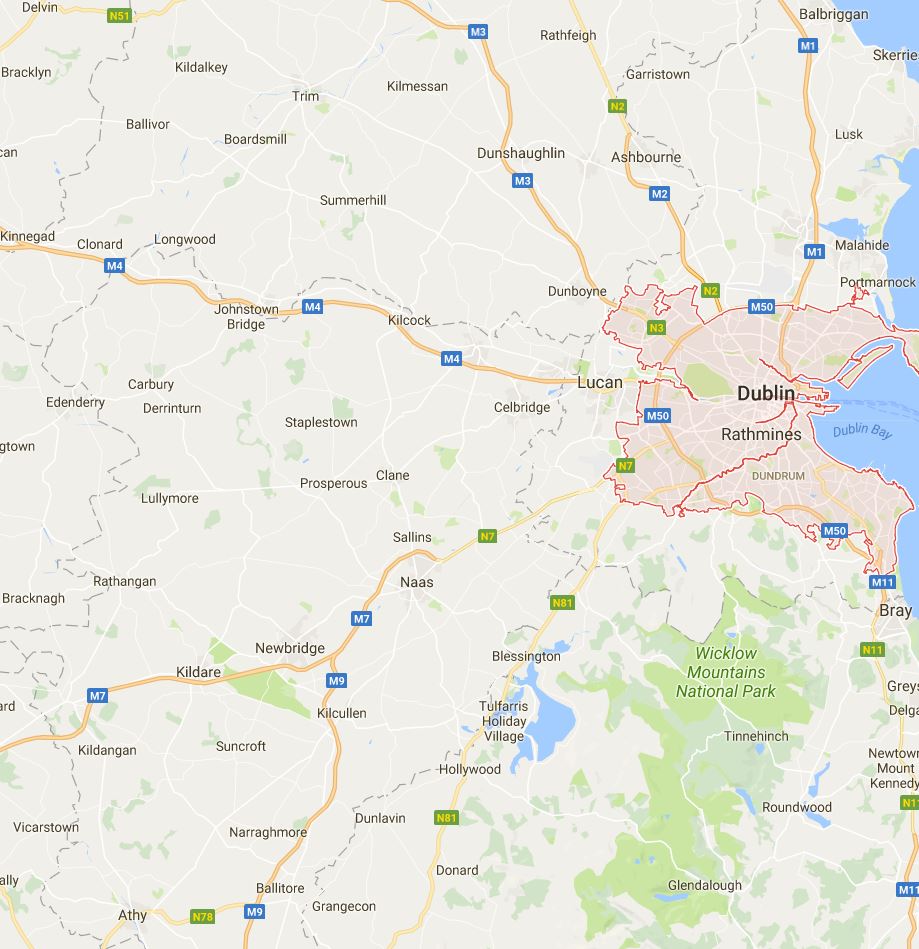 Delvin
N51
M3
Balbriggan
Rathfeigh
M1
Skerrie
Bracklyn
Kildalkey
Garristown
Trim
Kilmessan
N2
Ballivor
Boardsmill
Lusk
can
Dunshaughlin
Ashbourne
M3
M2
Summerhill
Kinnegad
Clonard
Longwood
M4
M1
Malahide
Portmarnock
Dunboyne
N2
Johnstown
Bridge
M4
M50
Kilcock
N3
M4
Lucan
Carbury
Dublin
Edenderry
Derrinturn
Celbridge
M50
Staplestown
Rathmines
Dublin Bay
gtown
N7
Clane
DUNDRUM
Prosperous
Lullymore
Sallins
N7
M50
Rathangan
Naas
M11
Bracknagh
N81
Bray
M7
Newbridge
N11
Blessington
Wicklow
Mountains
National Park
Kildare
M9
Greys
M7
ard
Tulfarris
Holiday
Village
Delga
Kilcullen
Tinnehinch
Kildangan
Suncroft
Newtow
Mount
Kennedy
Hollywood
N11
Roundwood
Vicarstown
Narraghmore
Dunlavin
N81
Donard
ally
Ballitore
Glendalough
M11
Grangecon
Athy
N78
M9